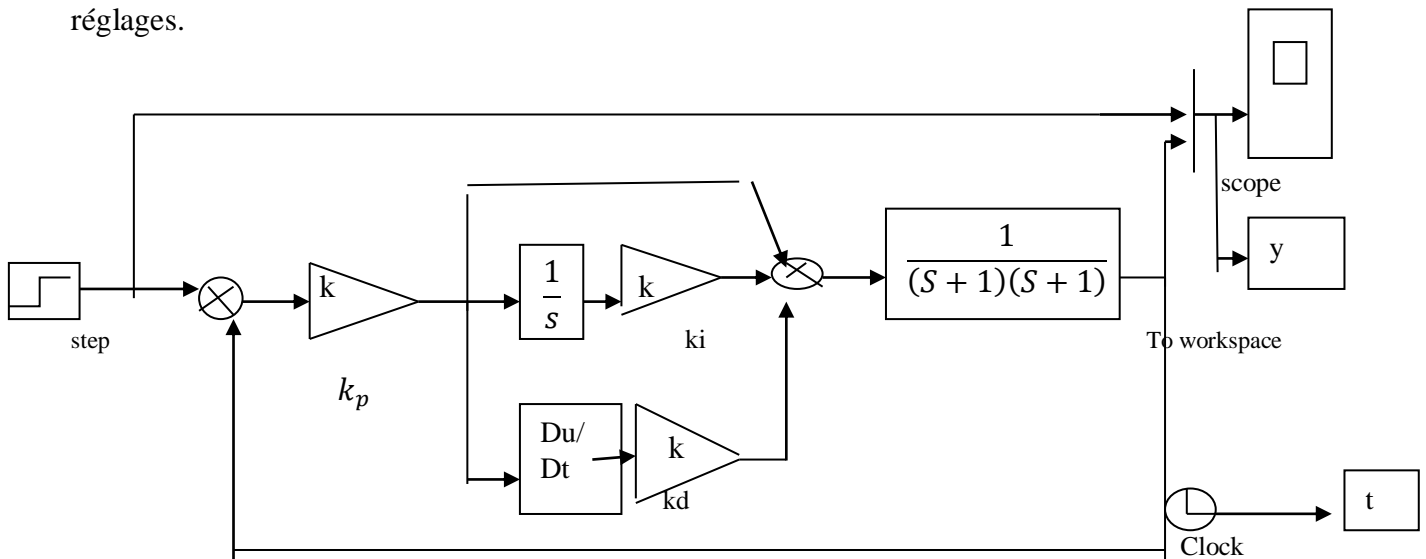 réglages.
scope
y
k
1
s
k
1
(S + 1)(S + 1)
step
ki
To workspace
k_p
Du/
Dt
k
kd
t
Clock